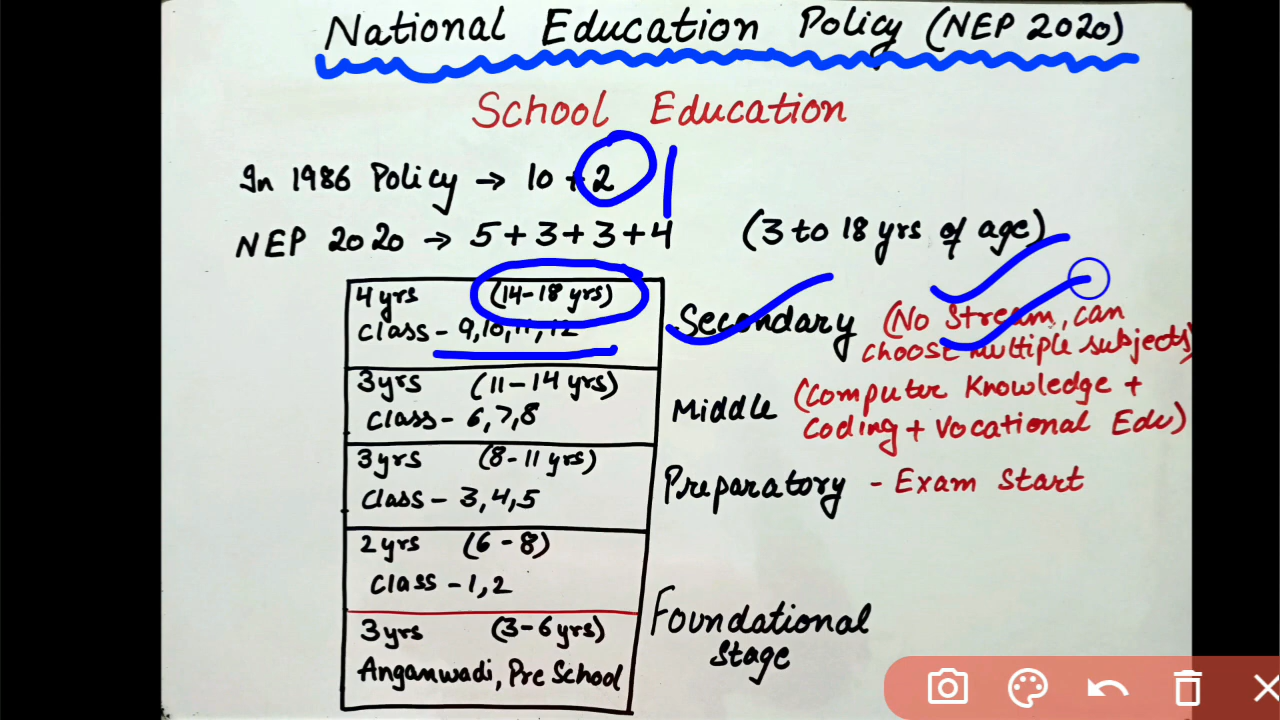 National Education Policy (NEP 2020)
School Education
In 1986 Policy → 10 + 2
NEP 2020 → 5+3+3+4 (3 to 18 yrs of age)
4 yrs (14-18 yrs)
Class - 9,10,11,12
Secondary (No Stream, can
choose multiple subjects)
3 yrs (11-14 yrs)
Class - 6,7,8
Middle (Computer Knowledge +
Coding + Vocational Edu)
3 yrs (8-11 yrs)
Class - 3,4,5
Preparatory - Exam Start
2 yrs (6-8)
Class - 1,2
3 yrs (3-6 yrs)
Anganwadi, Pre School
Foundational
Stage